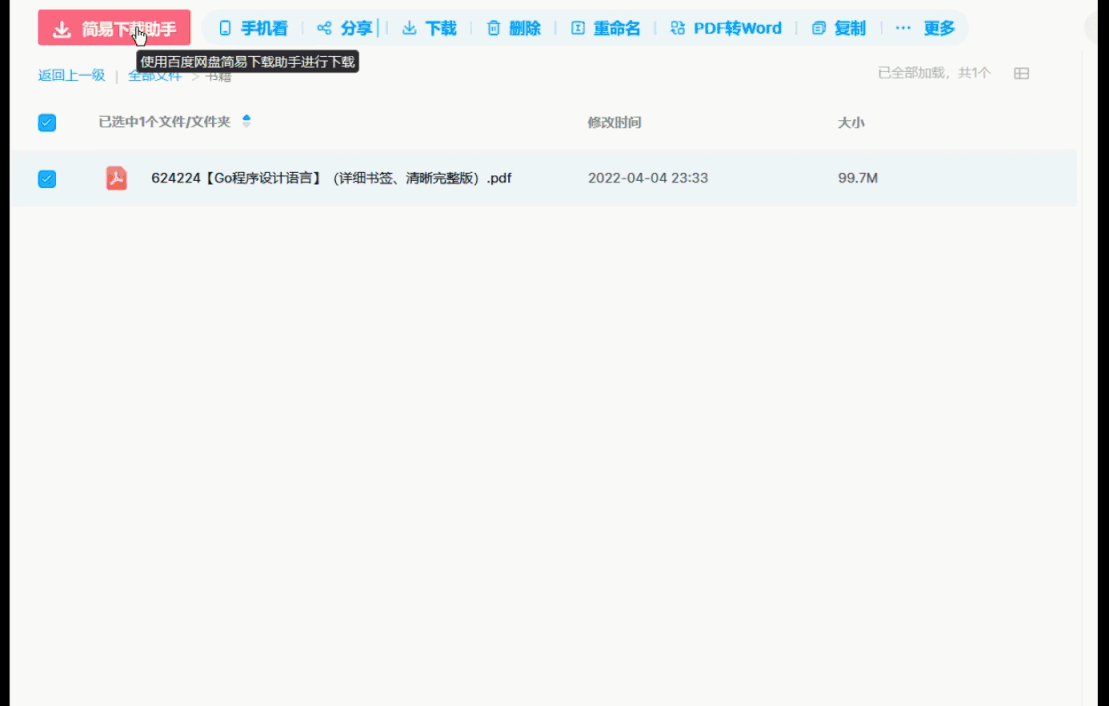 简易下载助手 手机看 分享 下载 删除 重命名 PDF转Word 复制 ··· 更多
使用百度网盘简易下载助手进行下载
返回上一级 | 全部文件 > 书籍 已全部加载，共1个
已选中1个文件/文件夹 修改时间 大小
624224【Go程序设计语言】（详细书签、清晰完整版）.pdf 2022-04-04 23:33 99.7M